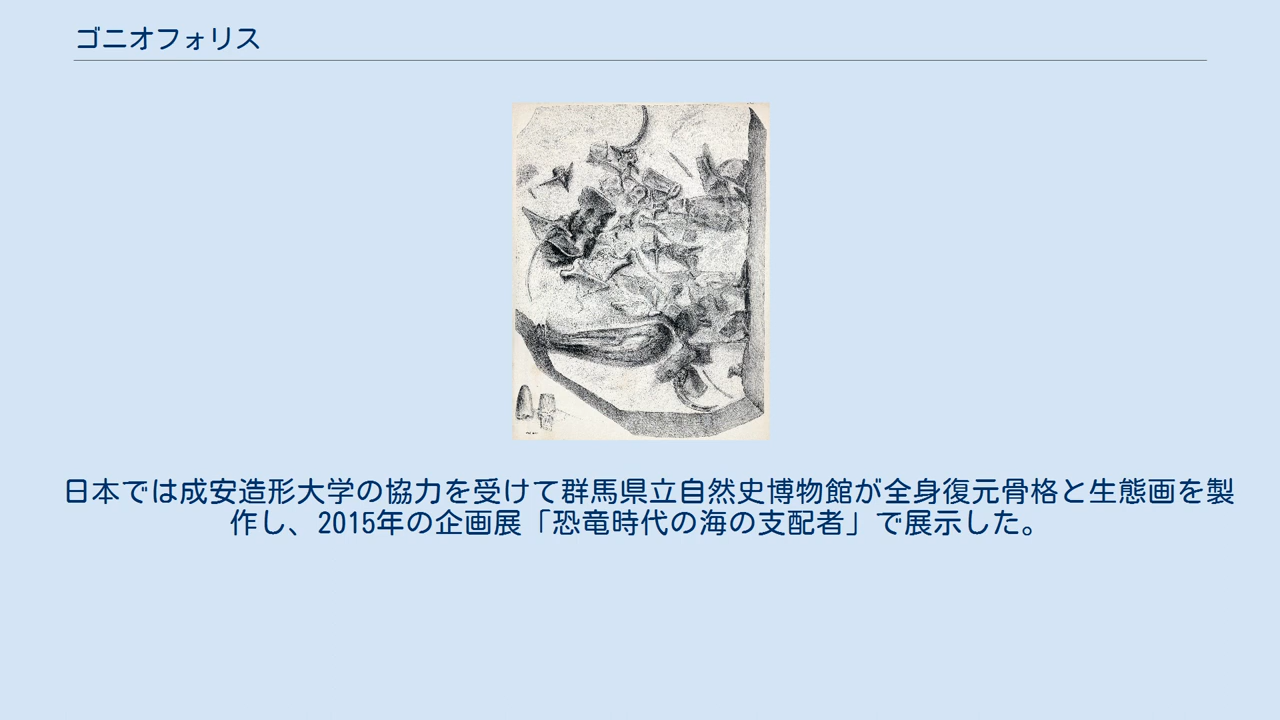 ゴニオフォリス
日本では成安造形大学の協力を受けて群馬県立自然史博物館が全身復元骨格と生態画を製
作し、2015年の企画展「恐竜時代の海の支配者」で展示した。